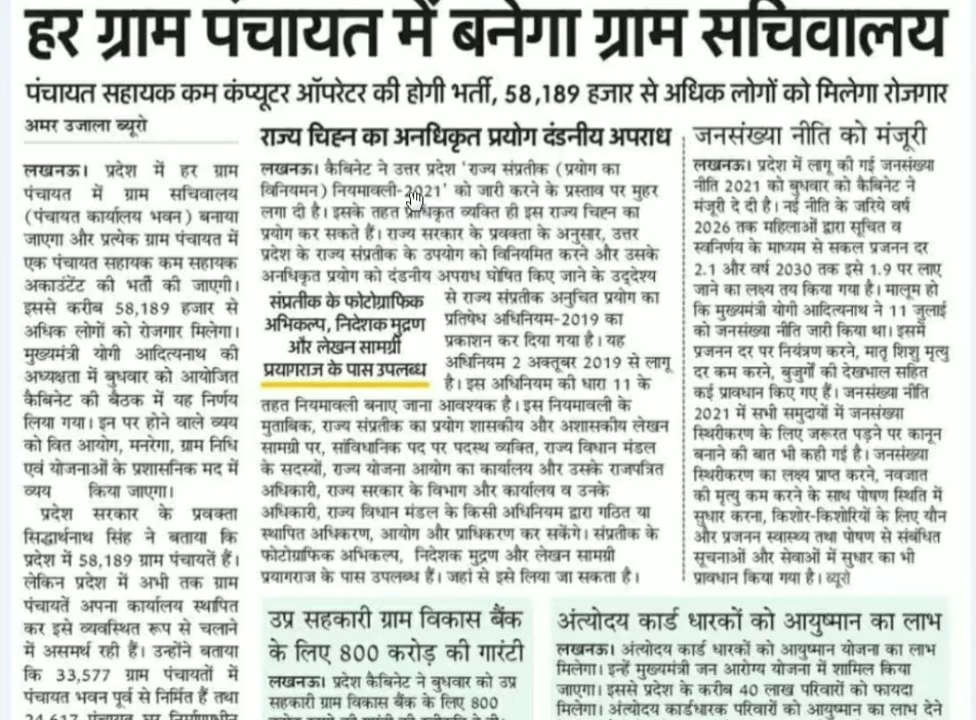 हर ग्राम पंचायत में बनेगा ग्राम सचिवालय
पंचायत सहायक कम कंप्यूटर ऑपरेटर की होगी भर्ती, 58,189 हजार से अधिक लोगों को मिलेगा रोजगार
अमर उजाला ब्यूरो
लखनऊ। प्रदेश में हर ग्राम
पंचायत में ग्राम सचिवालय
(पंचायत कार्यालय भवन) बनाया
जाएगा और प्रत्येक ग्राम पंचायत में
एक पंचायत सहायक कम सहायक
अकाउंटेंट की भर्ती की जाएगी।
इससे करीब 58,189 हजार से
अधिक लोगों को रोजगार मिलेगा।
मुख्यमंत्री योगी आदित्यनाथ की
अध्यक्षता में बुधवार को आयोजित
कैबिनेट की बैठक में यह निर्णय
लिया गया। इन पर होने वाले व्यय
को वित आयोग, मनरेगा, ग्राम निधि
एवं योजनाओं के प्रशासनिक मद में
व्यय किया जाएगा।
प्रदेश सरकार के प्रवक्ता
सिद्धार्थनाथ सिंह ने बताया कि
प्रदेश में 58,189 ग्राम पंचायतें हैं।
लेकिन प्रदेश में अभी तक ग्राम
पंचायतें अपना कार्यालय स्थापित
कर इसे व्यवस्थित रूप से चलाने
में असमर्थ रही हैं। उन्होंने बताया
कि 33,577 ग्राम पंचायतों में
पंचायत भवन पूर्व से निर्मित हैं तथा
24,617 पंचायत घर निर्माणधीन
राज्य चिह्न का अनधिकृत प्रयोग दंडनीय अपराध
लखनऊ। कैबिनेट ने उत्तर प्रदेश 'राज्य संप्रतीक (प्रयोग का
विनियमन) नियमावली-2021' को जारी करने के प्रस्ताव पर मुहर
लगा दी है। इसके तहत प्राधिकृत व्यक्ति ही इस राज्य चिह्न का
प्रयोग कर सकते हैं। राज्य सरकार के प्रवक्ता के अनुसार, उत्तर
प्रदेश के राज्य संप्रतीक के उपयोग को विनियमित करने और उसके
अनधिकृत प्रयोग को दंडनीय अपराध घोषित किए जाने के उद्देश्य
संप्रतीक के फोटोग्राफिक
अभिकल्प, निदेशक मुद्रण
और लेखन सामग्री
प्रयागराज के पास उपलब्ध
से राज्य संप्रतीक अनुचित प्रयोग का
प्रतिषेध अधिनियम-2019 का
प्रकाशन कर दिया गया है। यह
अधिनियम 2 अक्तूबर 2019 से लागू
है। इस अधिनियम की धारा 11 के
तहत नियमावली बनाए जाना आवश्यक है। इस नियमावली के
मुताबिक, राज्य संप्रतीक का प्रयोग शासकीय और अशासकीय लेखन
सामग्री पर, सांविधानिक पद पर पदस्थ व्यक्ति, राज्य विधान मंडल
के सदस्यों, राज्य योजना आयोग का कार्यालय और उसके राजपत्रित
अधिकारी, राज्य सरकार के विभाग और कार्यालय व उनके
अधिकारी, राज्य विधान मंडल के किसी अधिनियम द्वारा गठित या
स्थापित अधिकरण, आयोग और प्राधिकरण कर सकेंगे। संप्रतीक के
फोटोग्राफिक अभिकल्प, निदेशक मुद्रण और लेखन सामग्री
प्रयागराज के पास उपलब्ध हैं। जहां से इसे लिया जा सकता है।
जनसंख्या नीति को मंजूरी
लखनऊ। प्रदेश में लागू की गई जनसंख्या
नीति 2021 को बुधवार को कैबिनेट ने
मंजूरी दे दी है। नई नीति के जरिये वर्ष
2026 तक महिलाओं द्वारा सूचित व
स्वनिर्णय के माध्यम से सकल प्रजनन दर
2.1 और वर्ष 2030 तक इसे 1.9 पर लाए
जाने का लक्ष्य तय किया गया है। मालूम हो
कि मुख्यमंत्री योगी आदित्यनाथ ने 11 जुलाई
को जनसंख्या नीति जारी किया था। इसमें
प्रजनन दर पर नियंत्रण करने, मातृ शिशु मृत्यु
दर कम करने, बुजुर्गों की देखभाल सहित
कई प्रावधान किए गए हैं। जनसंख्या नीति
2021 में सभी समुदायों में जनसंख्या
स्थिरीकरण के लिए जरूरत पड़ने पर कानून
बनाने की बात भी कही गई है। जनसंख्या
स्थिरीकरण का लक्ष्य प्राप्त करने, नवजात
की मृत्यु कम करने के साथ पोषण स्थिति में
सुधार करना, किशोर-किशोरियों के लिए यौन
और प्रजनन स्वास्थ्य तथा पोषण से संबंधित
सूचनाओं और सेवाओं में सुधार का भी
प्रावधान किया गया है। ब्यूरो
उप्र सहकारी ग्राम विकास बैंक
के लिए 800 करोड़ की गारंटी
लखनऊ। प्रदेश कैबिनेट ने बुधवार को उप्र
सहकारी ग्राम विकास बैंक के लिए 800
अंत्योदय कार्ड धारकों को आयुष्मान का लाभ
लखनऊ। अंत्योदय कार्ड धारकों को आयुष्मान योजना का लाभ
मिलेगा। इन्हें मुख्यमंत्री जन आरोग्य योजना में शामिल किया
जाएगा। इससे प्रदेश के करीब 40 लाख परिवारों को फायदा
मिलेगा। अंत्योदय कार्डधारक परिवारों को आयुष्मान का लाभ देने